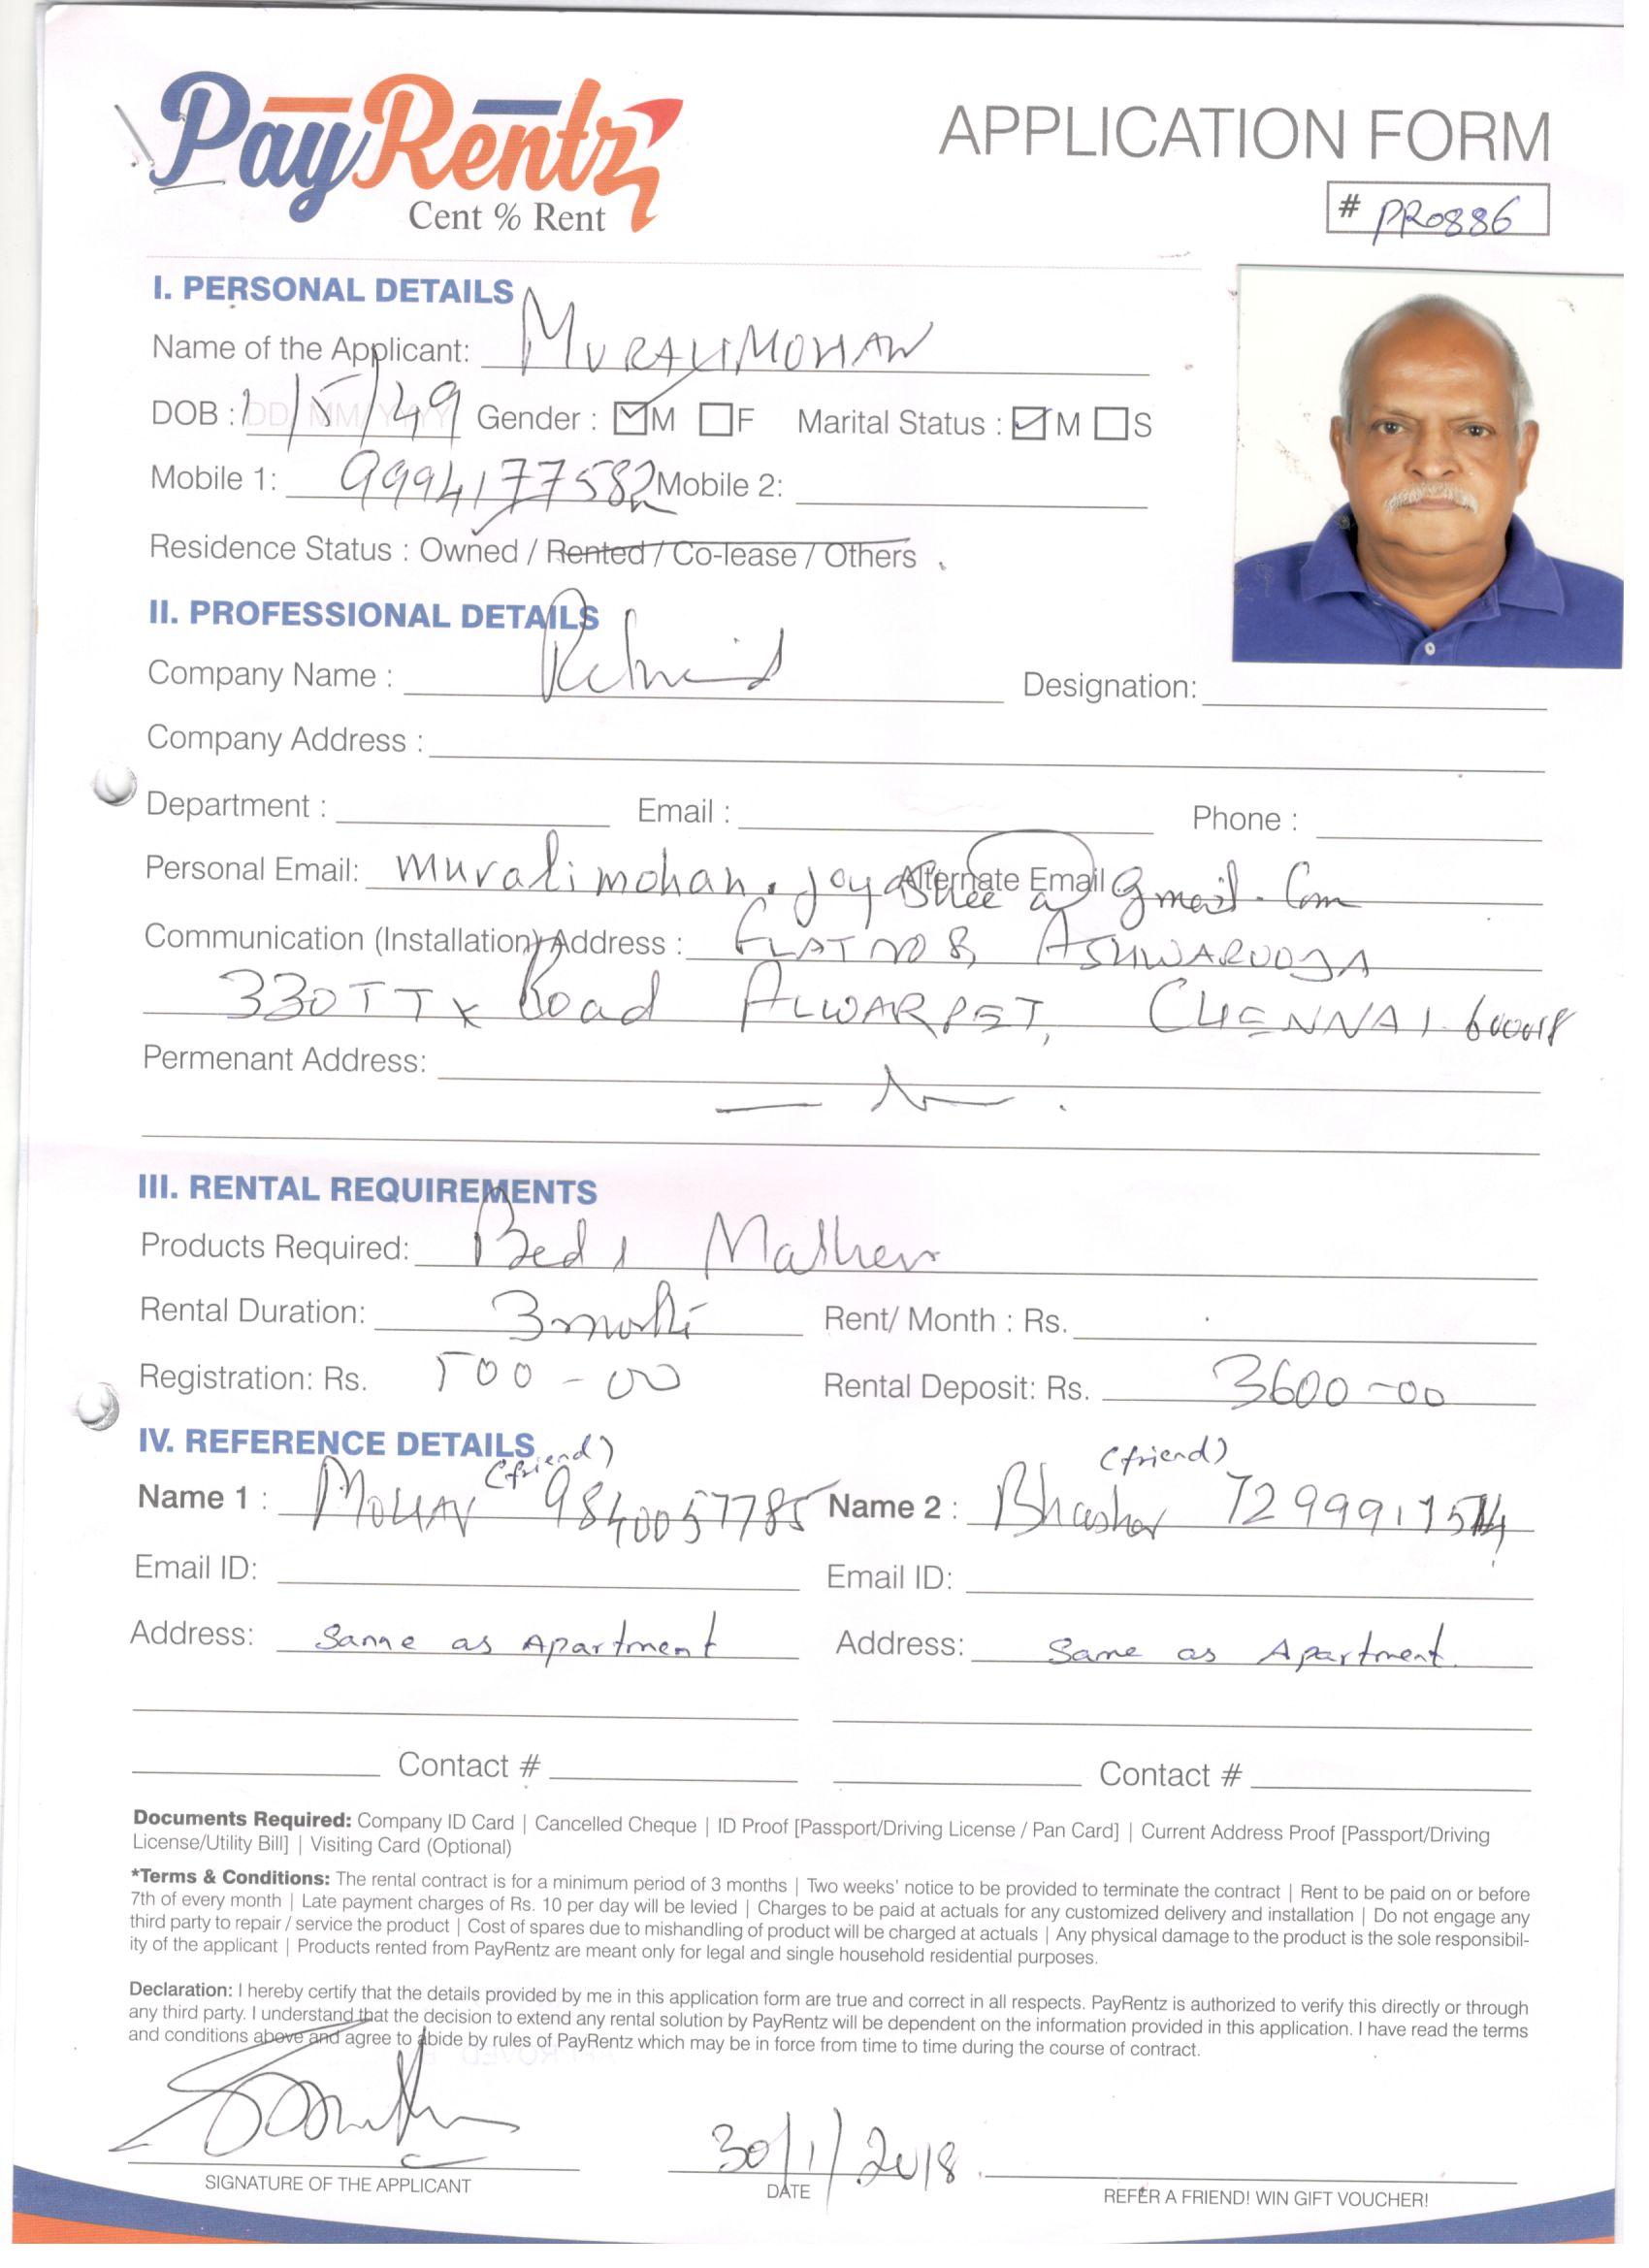 PayRentz
Cent % Rent
APPLICATION FORM
# PR0886
I. PERSONAL DETAILS
Name of the Applicant: MURALIMOHAN
DOB : 1/5/49 Gender : M F Marital Status : M S
Mobile 1: 9994177582 Mobile 2:
Residence Status : Owned / Rented / Co-lease / Others
II. PROFESSIONAL DETAILS
Company Name : Retired Designation:
Company Address :
Department : Email : Phone :
Personal Email: muralimohan.jayashree@gmail.com Alternate Email
Communication (Installation) Address : FLAT NO 8, ASHWAROOJA
330 TTK Road ALWARPET, CHENNAI 600018
Permenant Address:
III. RENTAL REQUIREMENTS
Products Required: Bed,
Rental Duration: 3 Rent/ Month : Rs.
Registration: Rs. 500-00 Rental Deposit: Rs. 3600-00
IV. REFERENCE DETAILS
(friend) (friend)
Name 1 : MOHAN 9840057785 Name 2 : Bhaskar
Email ID: Email ID:
Address: Same as Apartment Address: Same as Apartment.
Contact # Contact #
Documents Required: Company ID Card | Cancelled Cheque | ID Proof [Passport/Driving License / Pan Card] | Current Address Proof [Passport/Driving
License/Utility Bill] | Visiting Card (Optional)
*Terms & Conditions: The rental contract is for a minimum period of 3 months | Two weeks' notice to be provided to terminate the contract | Rent to be paid on or before
7th of every month | Late payment charges of Rs. 10 per day will be levied | Charges to be paid at actuals for any customized delivery and installation | Do not engage any
third party to repair / service the product | Cost of spares due to mishandling of product will be charged at actuals | Any physical damage to the product is the sole responsibil-
ity of the applicant | Products rented from PayRentz are meant only for legal and single household residential purposes.
Declaration: I hereby certify that the details provided by me in this application form are true and correct in all respects. PayRentz is authorized to verify this directly or through
any third party. I understand that the decision to extend any rental solution by PayRentz will be dependent on the information provided in this application. I have read the terms
and conditions above and agree to abide by rules of PayRentz which may be in force from time to time during the course of contract.
30/1/2018
SIGNATURE OF THE APPLICANT DATE REFER A FRIEND! WIN GIFT VOUCHER!